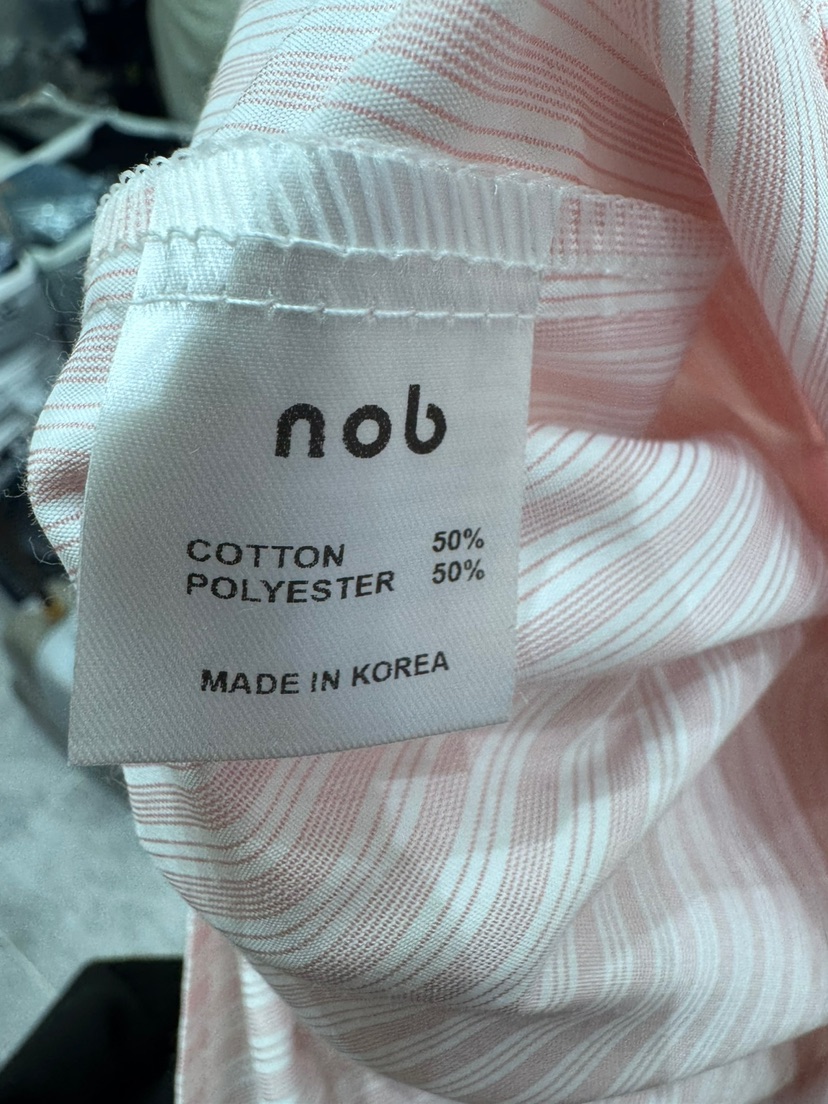 nob
COTTON 50%
POLYESTER 50%
MADE IN KOREA